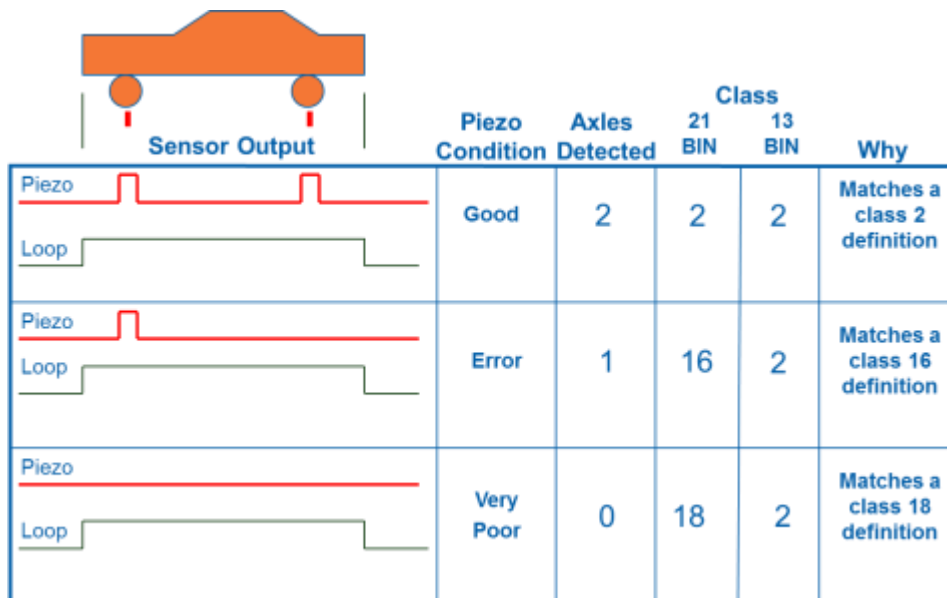 Class
Sensor Output
Piezo Condition
Axles Detected
21 BIN
13 BIN
Why
Piezo
Loop
Good
2
2
2
Matches a
class 2
definition
Piezo
Loop
Error
1
16
2
Matches a
class 16
definition
Piezo
Loop
Very
Poor
0
18
2
Matches a
class 18
definition